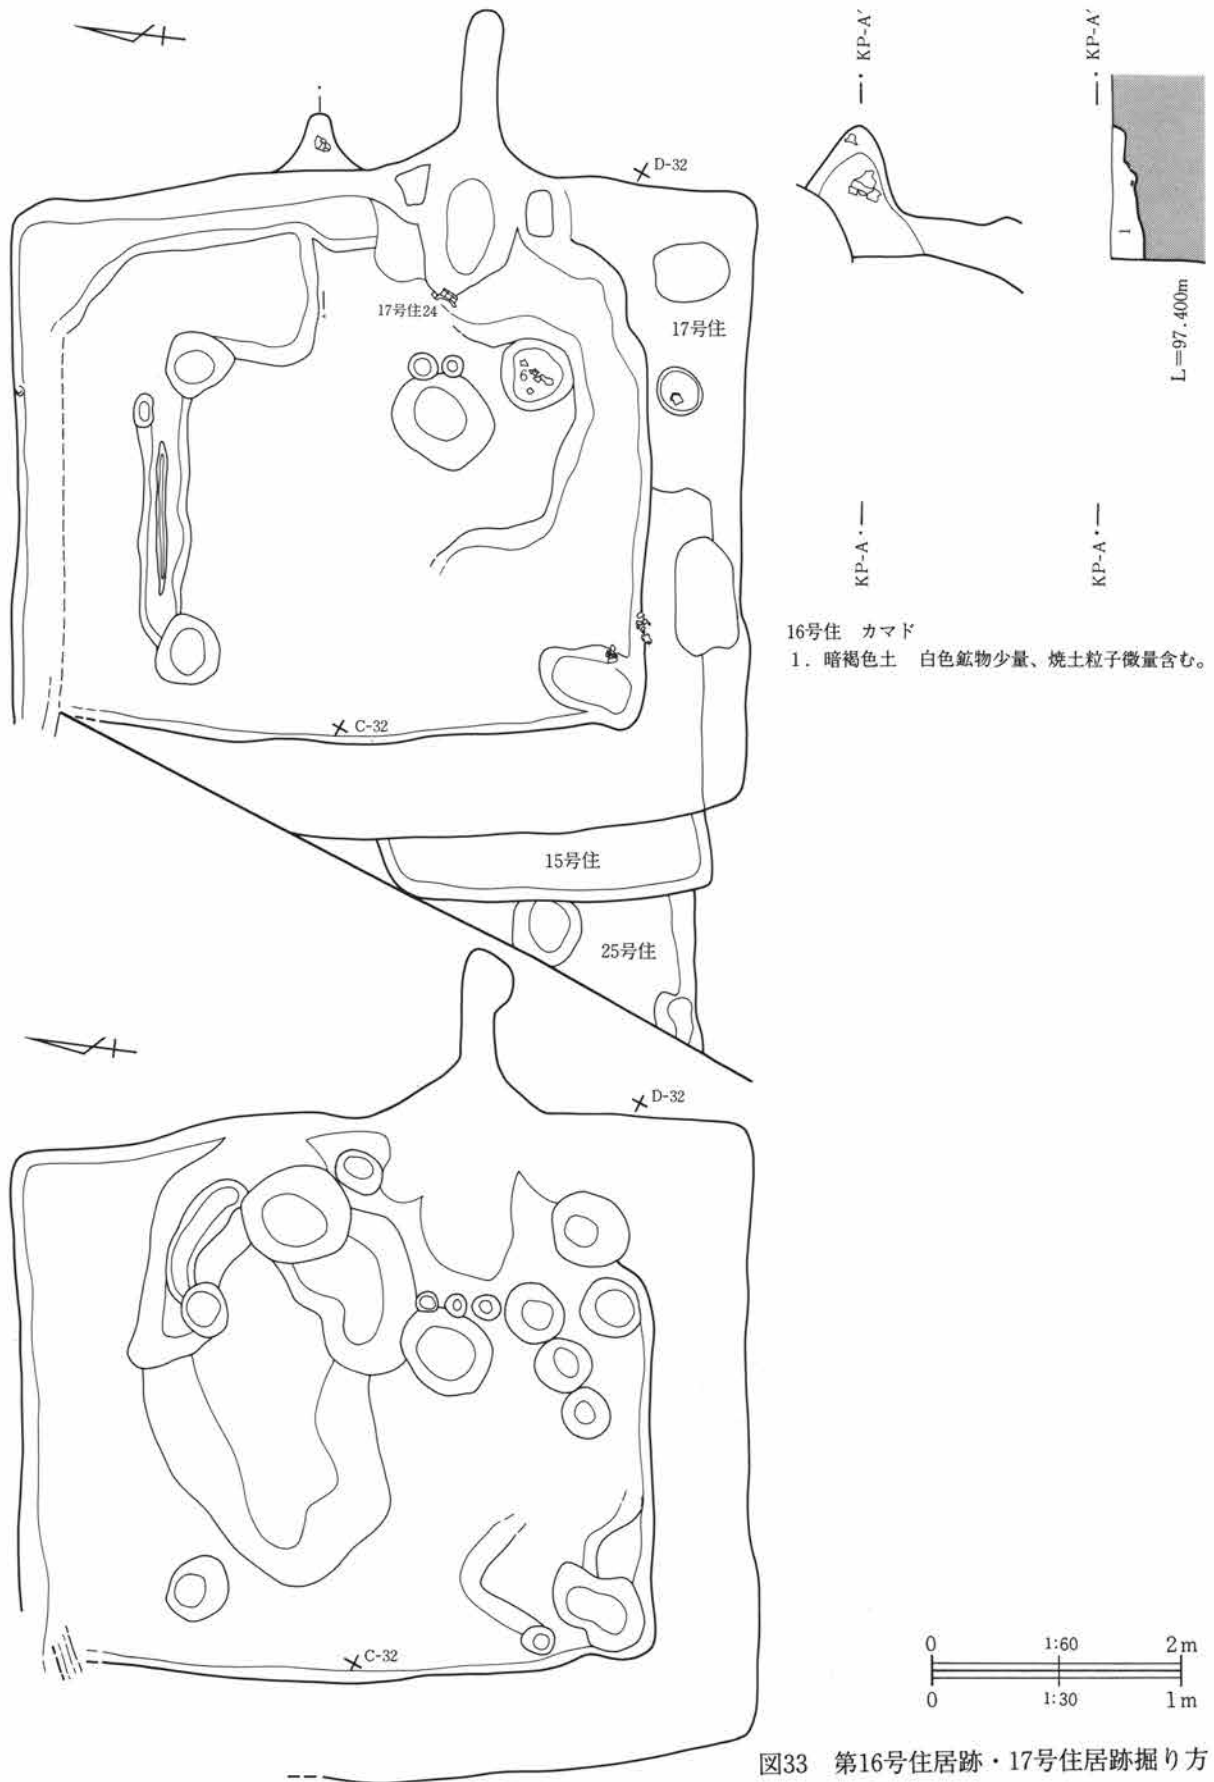 D-32
17号住24
6
17号住
C-32
15号住
25号住
KP-A′
KP-A′
1
L=97.400m
KP-A
KP-A
16号住 カマド
1. 暗褐色土 白色鉱物少量、焼土粒子微量含む。
D-32
C-32
0 1:60 2m
0 1:30 1m
図33 第16号住居跡・17号住居跡掘り方